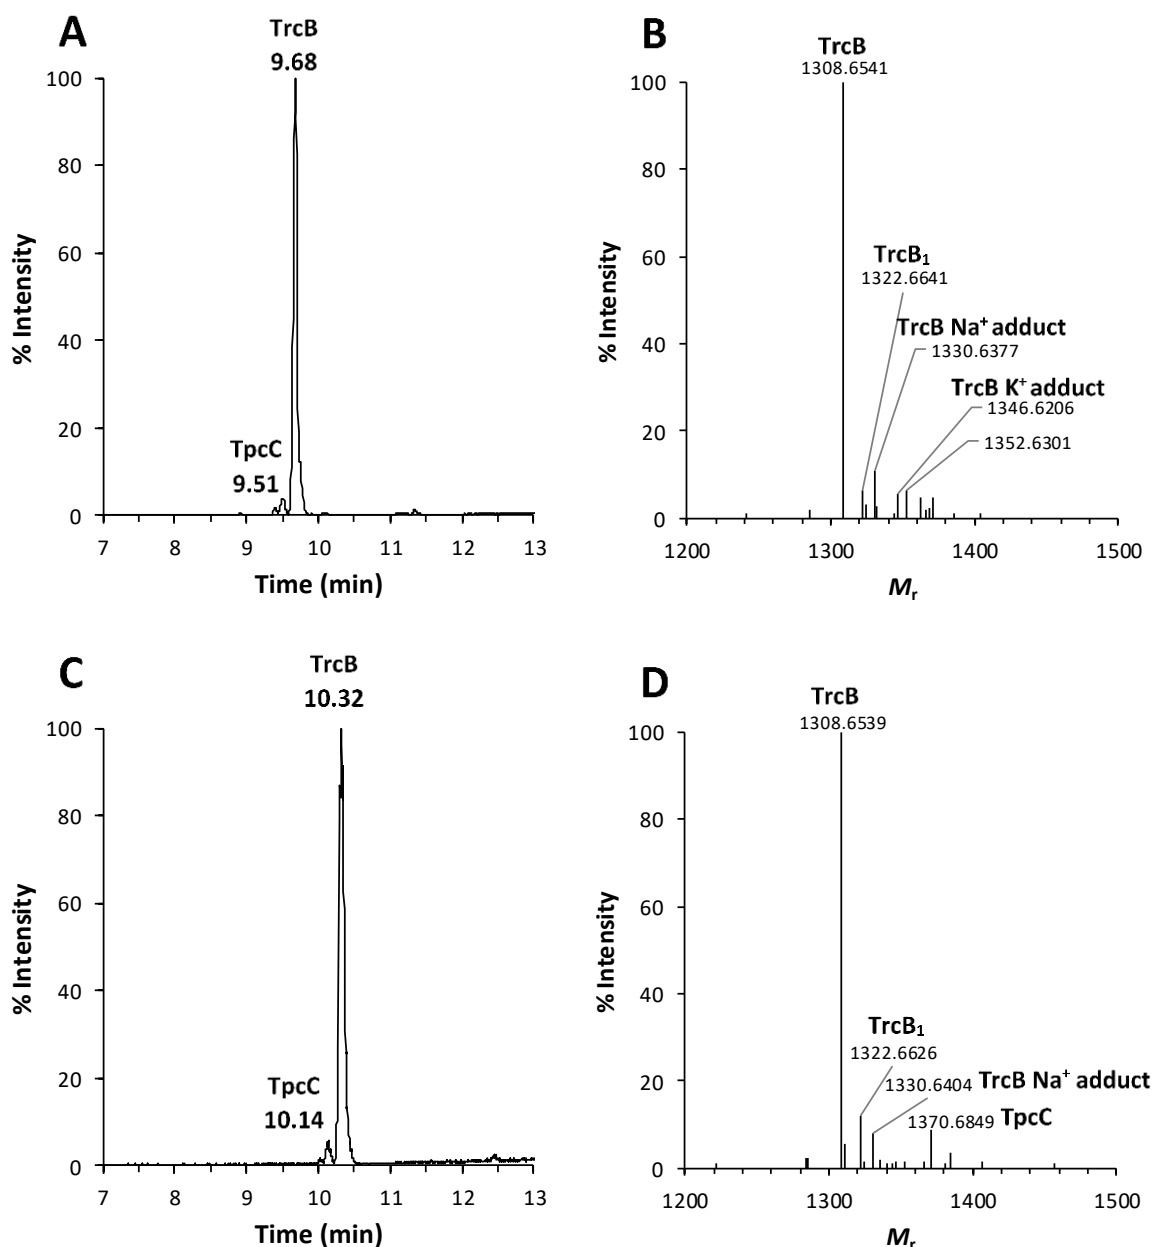 A
TrcB
9.68
100
80
60
40
20
0
% Intensity
TpcC
9.51
7 8 9 10 11 12 13
Time (min)
B
TrcB
1308.6541
100
80
60
40
20
0
% Intensity
TrcB₁
1322.6641
TrcB Na⁺ adduct
1330.6377
TrcB K⁺ adduct
1346.6206
1352.6301
1200 1300 1400 1500
Mr
C
TrcB
10.32
100
80
60
40
20
0
% Intensity
TpcC
10.14
7 8 9 10 11 12 13
Time (min)
D
TrcB
1308.6539
100
80
60
40
20
0
% Intensity
TrcB₁
1322.6626
1330.6404 TrcB Na⁺ adduct
1370.6849 TpcC
1200 1300 1400 1500
Mr